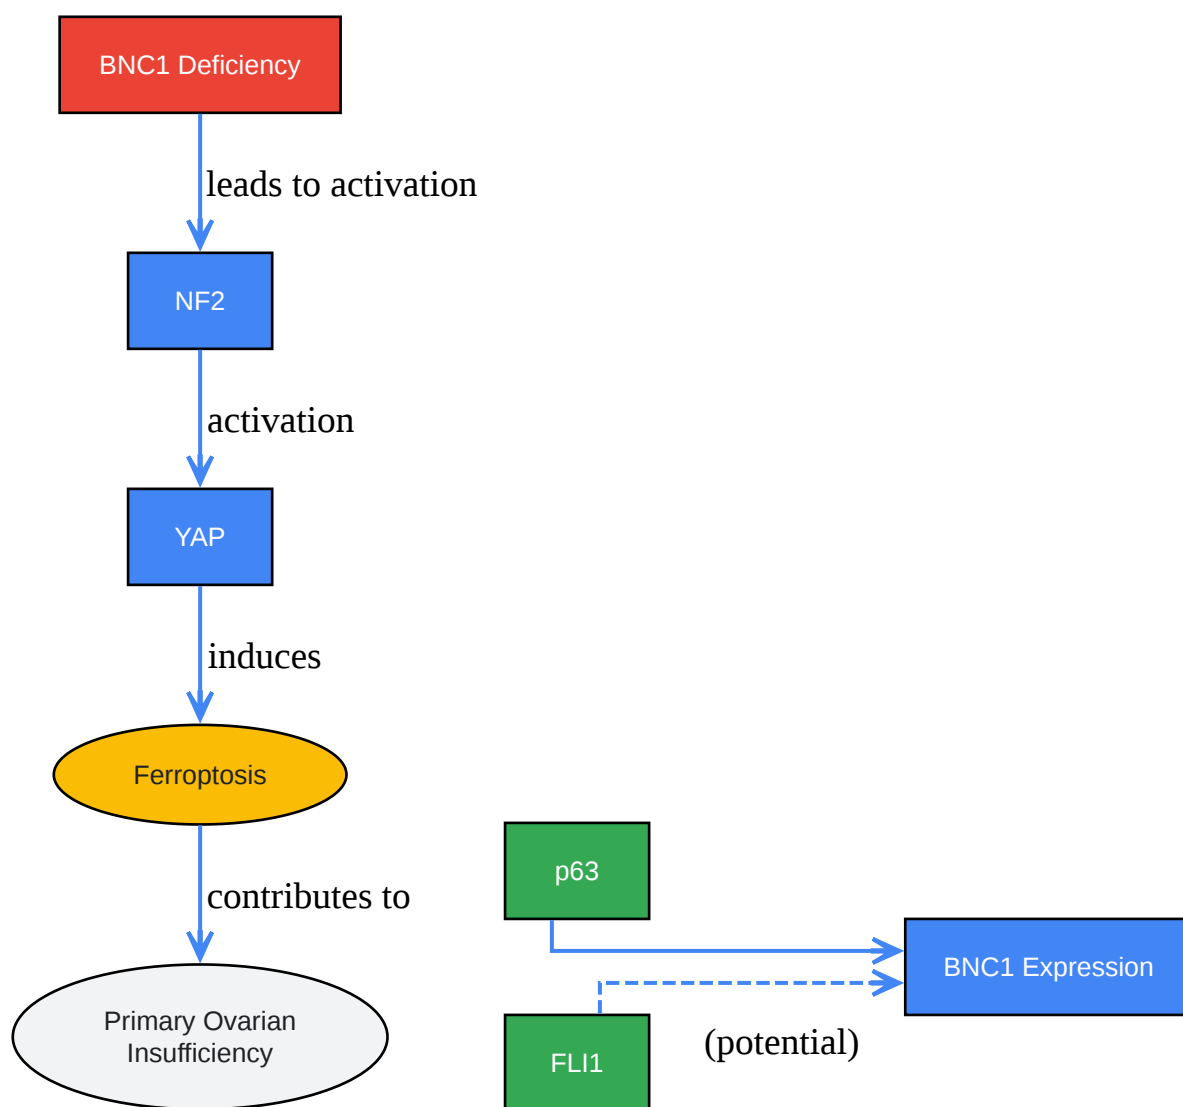 BNC1 Deficiency
leads to activation
NF2
activation
YAP
induces
Ferroptosis
contributes to
Primary Ovarian
Insufficiency
p63
BNC1 Expression
(potential)
FLI1